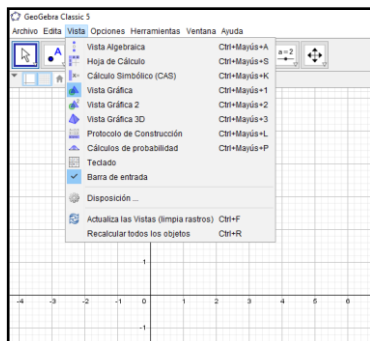 GeoGebra Classic 5
Archivo Edita Vista Opciones Herramientas Ventana Ayuda
A
a=2
Vista Algebraica Ctrl+Mayús+A
Hoja de Cálculo Ctrl+Mayús+S
Cálculo Simbólico (CAS) Ctrl+Mayús+K
Vista Gráfica Ctrl+Mayús+1
Vista Gráfica 2 Ctrl+Mayús+2
Vista Gráfica 3D Ctrl+Mayús+3
Protocolo de Construcción Ctrl+Mayús+L
Cálculos de probabilidad Ctrl+Mayús+P
Teclado
Barra de entrada
Disposición ...
Actualiza las Vistas (limpia rastros) Ctrl+F
Recalcular todos los objetos Ctrl+R
1
-4 -3 -2 -1 0 1 2 3 4 5 6
-1